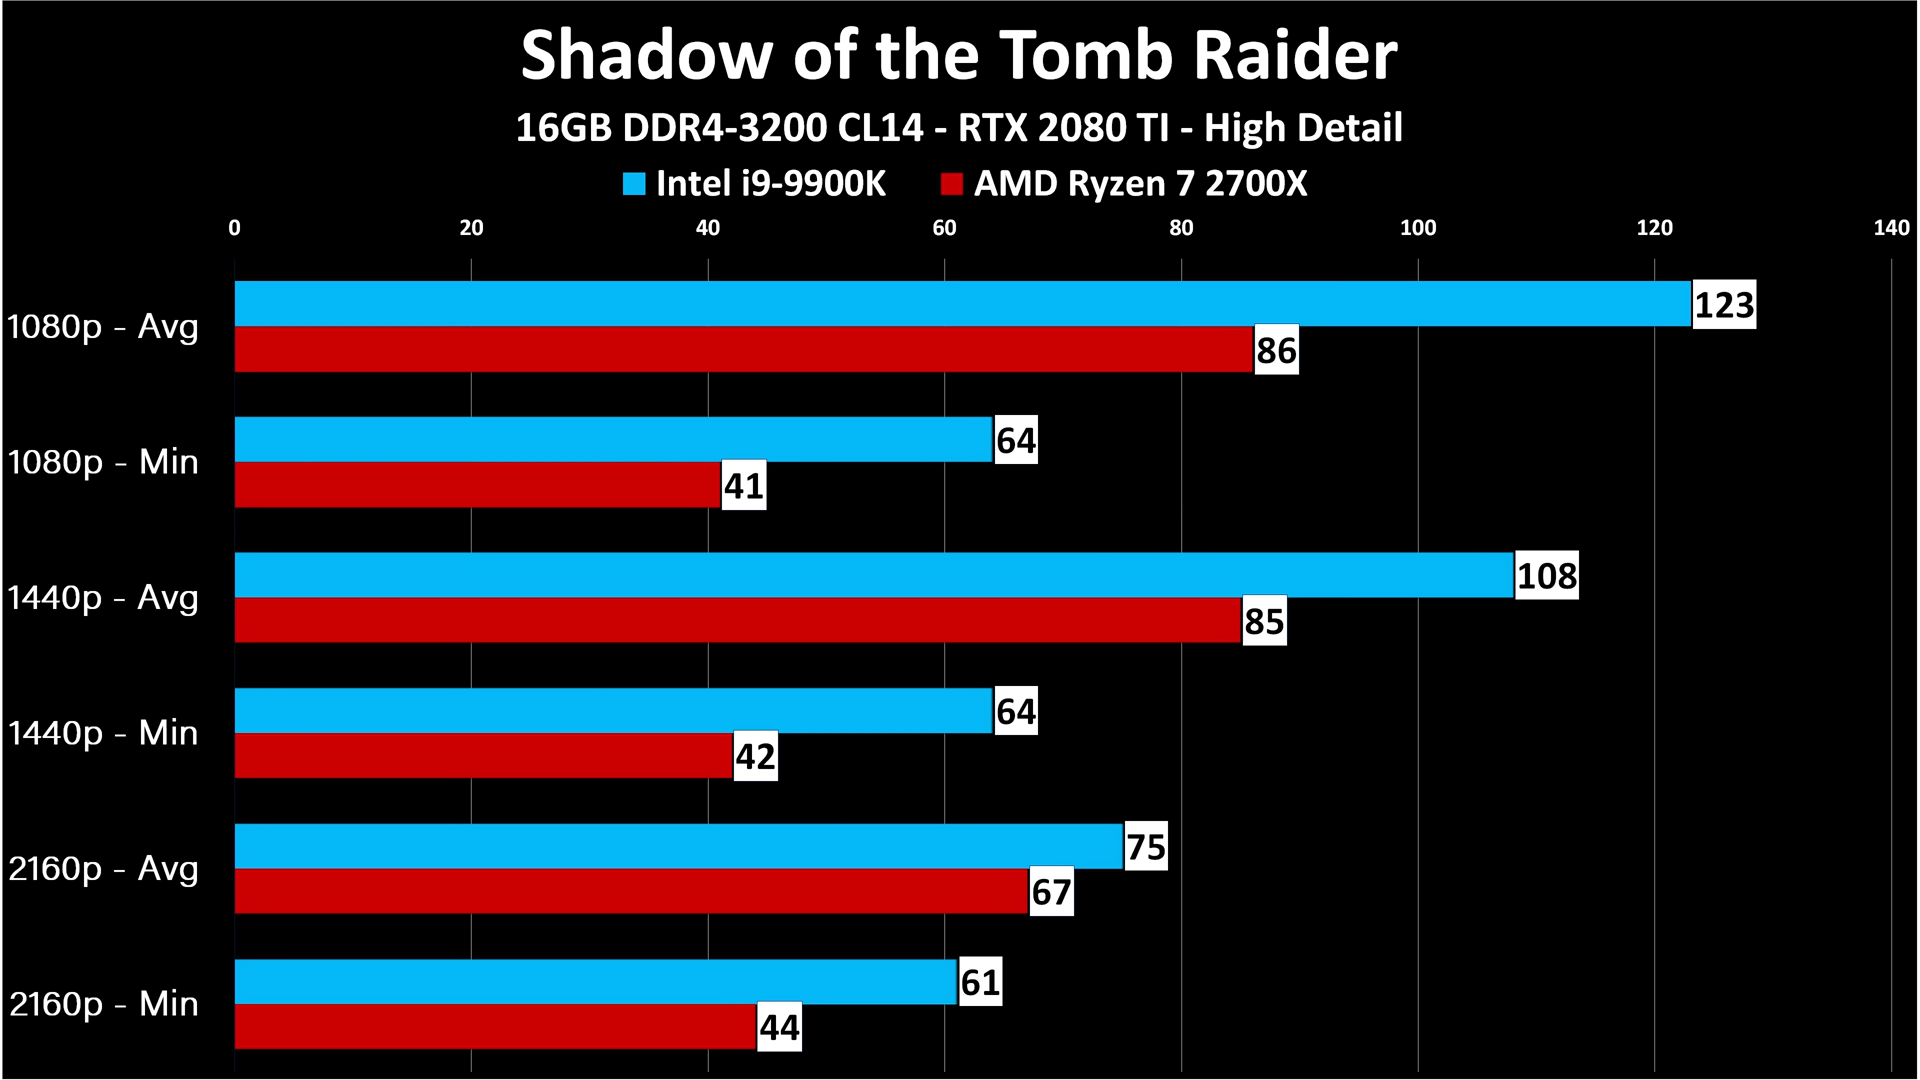 Shadow of the Tomb Raider
16GB DDR4-3200 CL14 - RTX 2080 TI - High Detail
Intel i9-9900K AMD Ryzen 7 2700X
0 20 40 60 80 100 120 140
1080p - Avg
123
86
1080p - Min
64
41
1440p - Avg
108
85
1440p - Min
64
42
2160p - Avg
75
67
2160p - Min
61
44